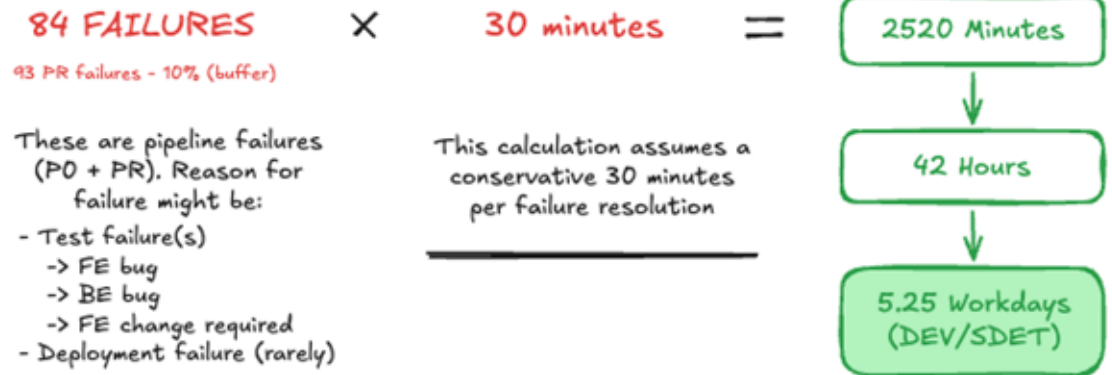 84 FAILURES × 30 minutes = 2520 Minutes
93 PR failures - 10% (buffer)
These are pipeline failures
(PO + PR). Reason for
failure might be:
- Test failure(s)
-> FE bug
-> BE bug
-> FE change required
- Deployment failure (rarely)
This calculation assumes a
conservative 30 minutes
per failure resolution
42 Hours
5.25 Workdays
(DEV/SDET)